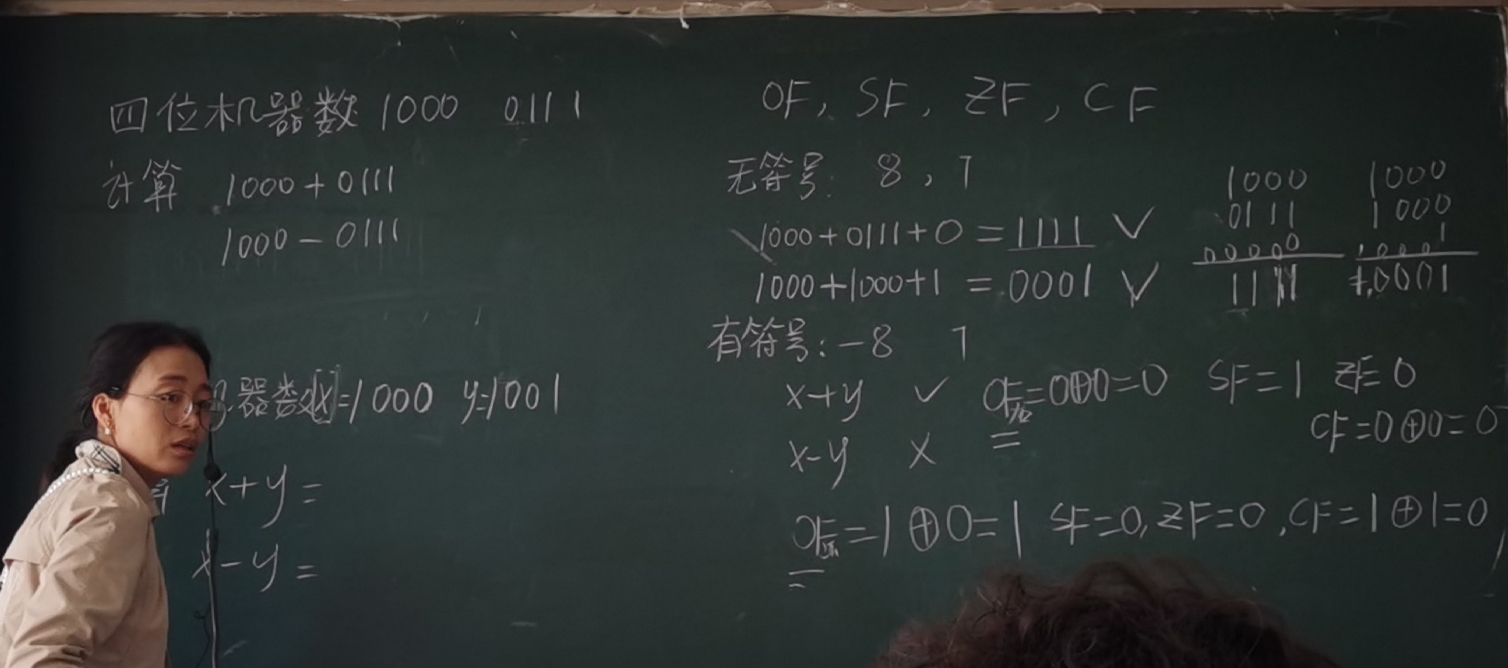 四位机器数 1000 0111
计算 1000+0111
1000-0111
器数[x]=1000 y=1001
x+y=
x-y=
OF, SF, ZF, CF
无符号: 8, 7
1000+0111+0=1111 ✓
1000+1000+1=0001 ✓
1000
0111
00000
1111
1000
1000
10001
1.0001
有符号:-8 7
x+y ✓ OF加=0⊕0=0 SF=1 ZF=0
CF=0⊕0=0
x-y ×
OF=1⊕0=1 SF=0, ZF=0, CF=1⊕1=0